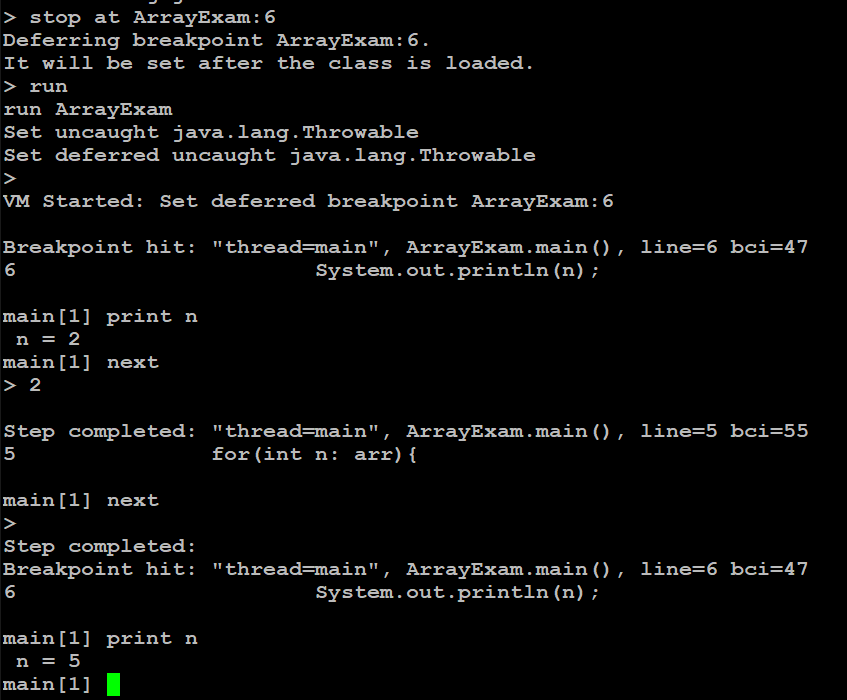 > stop at ArrayExam:6
Deferring breakpoint ArrayExam:6.
It will be set after the class is loaded.
> run
run ArrayExam
Set uncaught java.lang.Throwable
Set deferred uncaught java.lang.Throwable
>
VM Started: Set deferred breakpoint ArrayExam:6
Breakpoint hit: "thread=main", ArrayExam.main(), line=6 bci=47
6                       System.out.println(n);
main[1] print n
 n = 2
main[1] next
> 2
Step completed: "thread=main", ArrayExam.main(), line=5 bci=55
5               for(int n: arr){
main[1] next
>
Step completed:
Breakpoint hit: "thread=main", ArrayExam.main(), line=6 bci=47
6                       System.out.println(n);
main[1] print n
 n = 5
main[1]